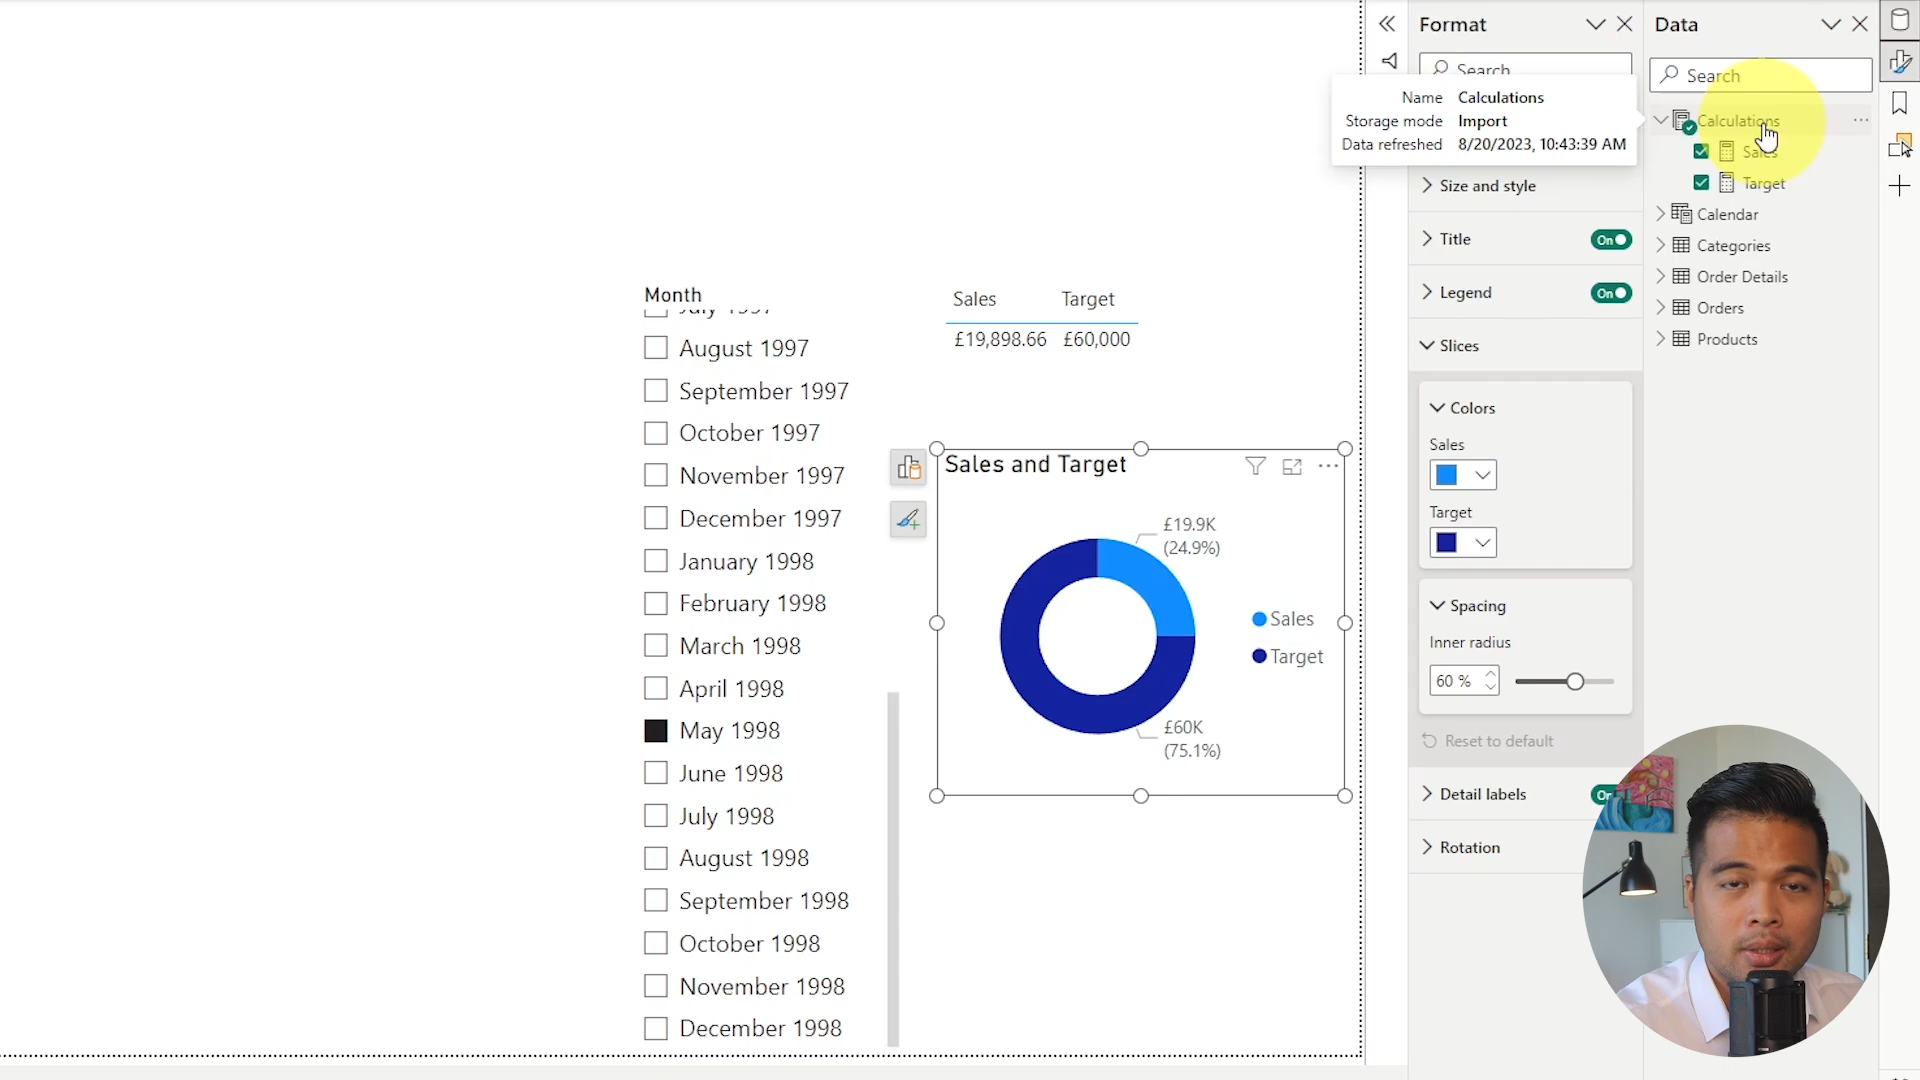 Month
August 1997
September 1997
October 1997
November 1997
December 1997
January 1998
February 1998
March 1998
April 1998
May 1998
June 1998
July 1998
August 1998
September 1998
October 1998
November 1998
December 1998
Sales Target
£19,898.66 £60,000
Sales and Target
£19.9K
(24.9%)
Sales
Target
£60K
(75.1%)
Format
Search
Name Calculations
Storage mode Import
Data refreshed 8/20/2023, 10:43:39 AM
Size and style
Title On
Legend On
Slices
Colors
Sales
Target
Spacing
Inner radius
60 %
Reset to default
Detail labels
Rotation
Data
Search
Calculations
Sales
Target
Calendar
Categories
Order Details
Orders
Products